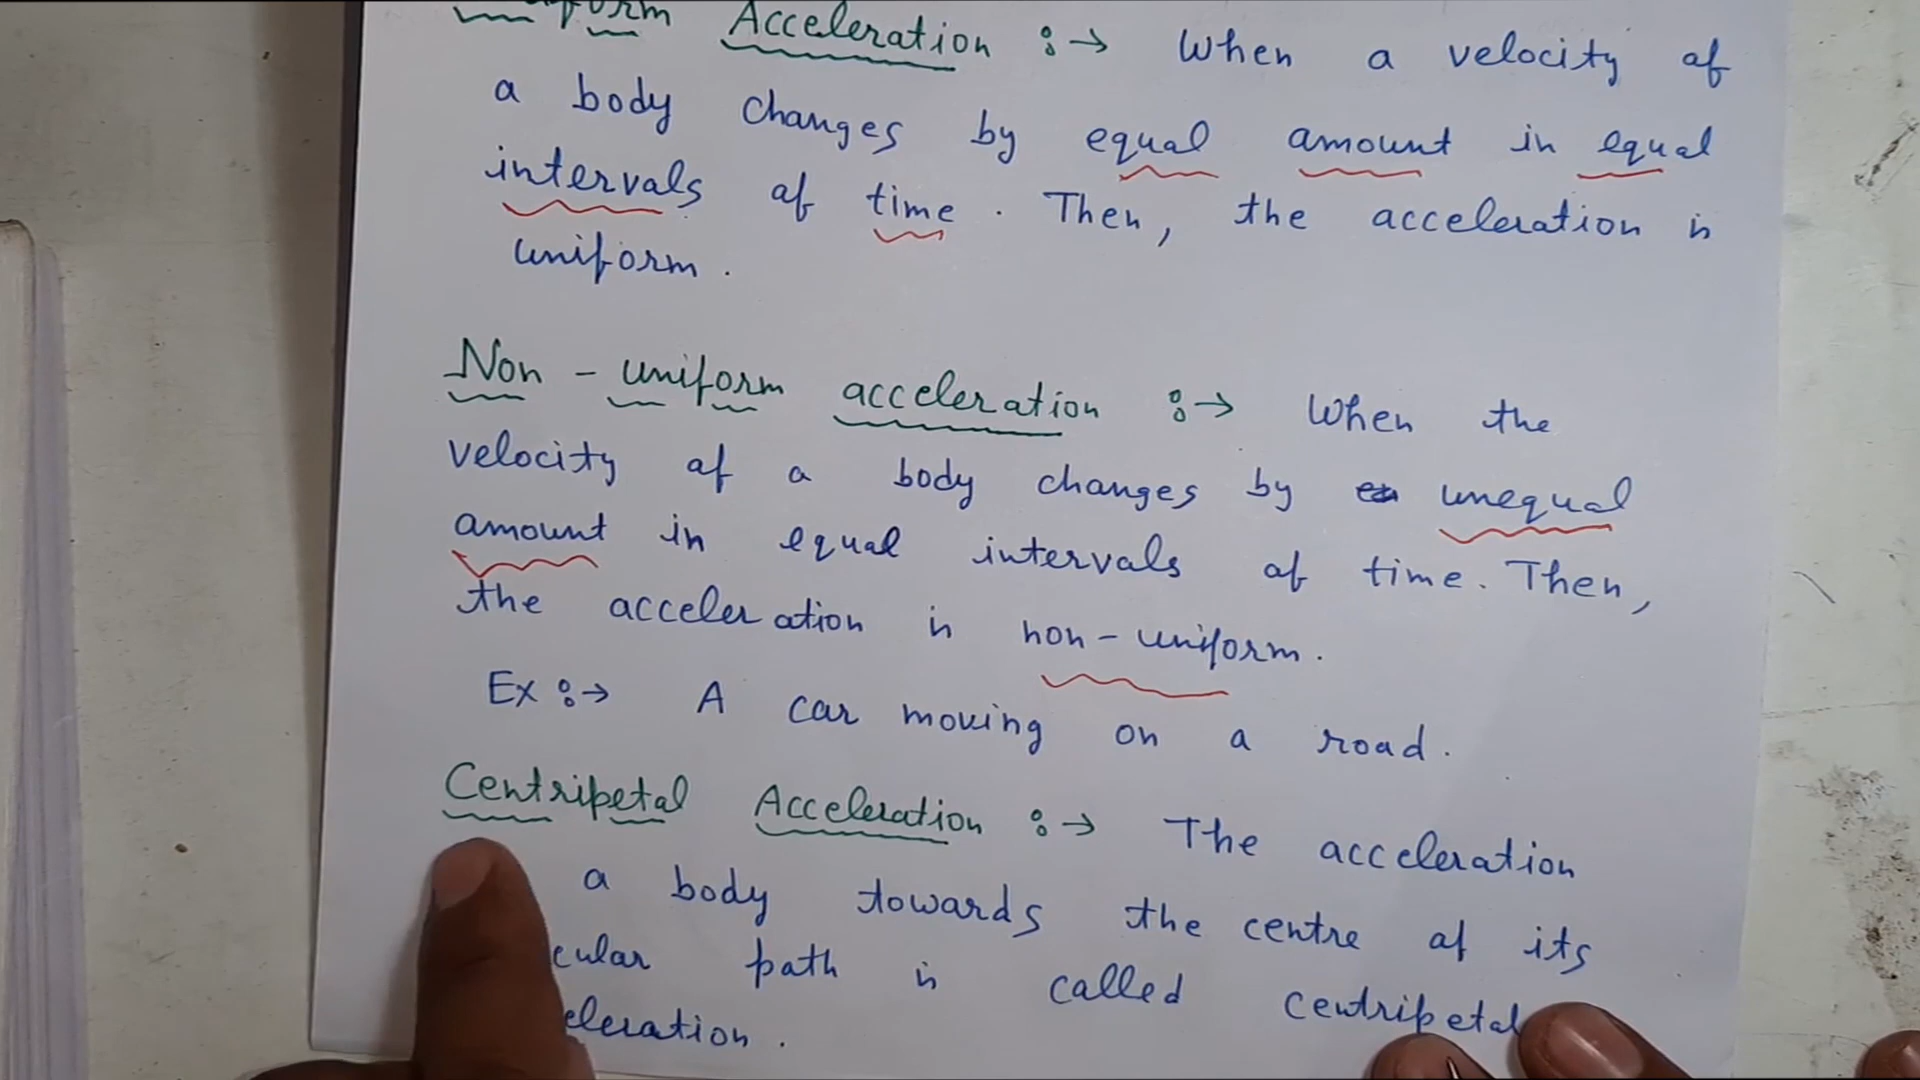 Acceleration :→ When a velocity of
a body changes by equal amount in equal
intervals of time. Then, the acceleration is
uniform.
Non-uniform acceleration :→ When the
velocity of a body changes by unequal
amount in equal intervals of time. Then,
the acceleration is non-uniform.
Ex :→ A car moving on a road.
Centripetal Acceleration :→ The acceleration
a body towards the centre of its
cular path is called centripetal
eleration.